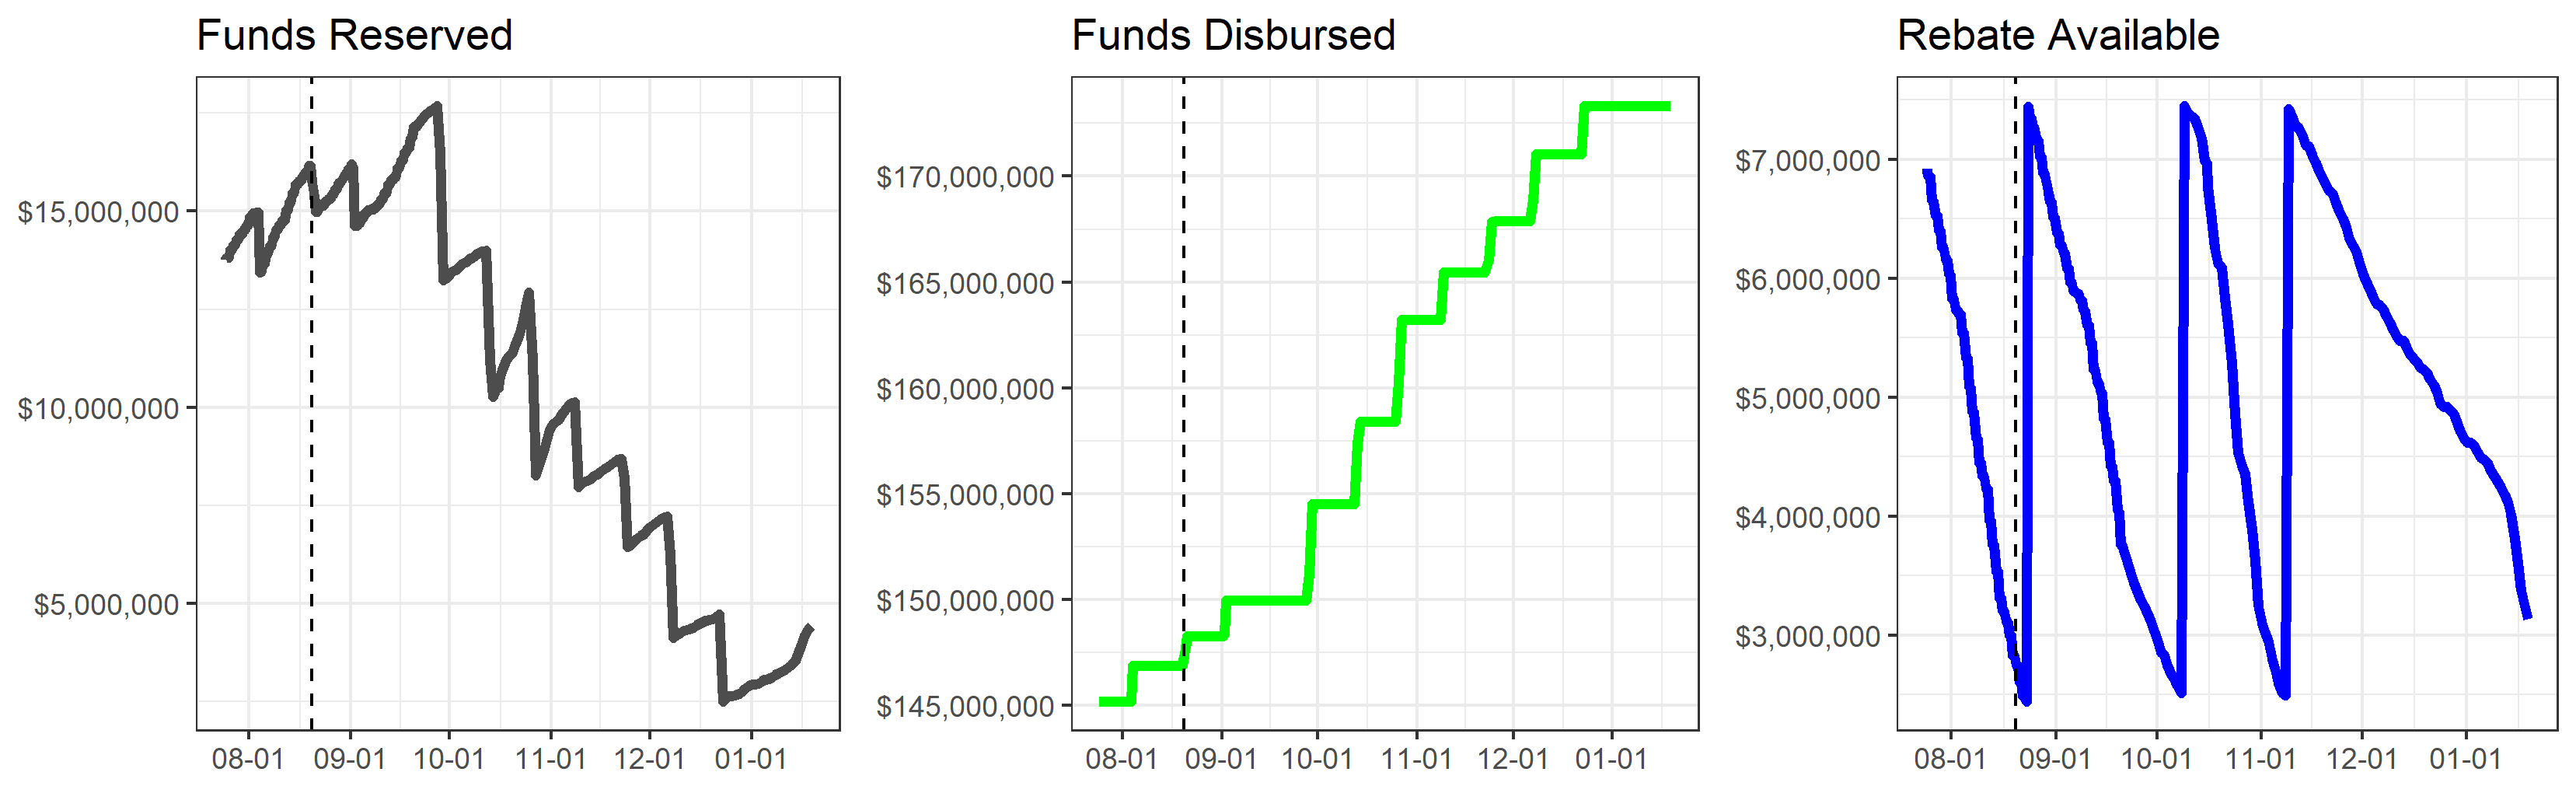 Funds Reserved
$15,000,000
$10,000,000
$5,000,000
08-01 09-01 10-01 11-01 12-01 01-01
Funds Disbursed
$170,000,000
$165,000,000
$160,000,000
$155,000,000
$150,000,000
$145,000,000
08-01 09-01 10-01 11-01 12-01 01-01
Rebate Available
$7,000,000
$6,000,000
$5,000,000
$4,000,000
$3,000,000
08-01 09-01 10-01 11-01 12-01 01-01